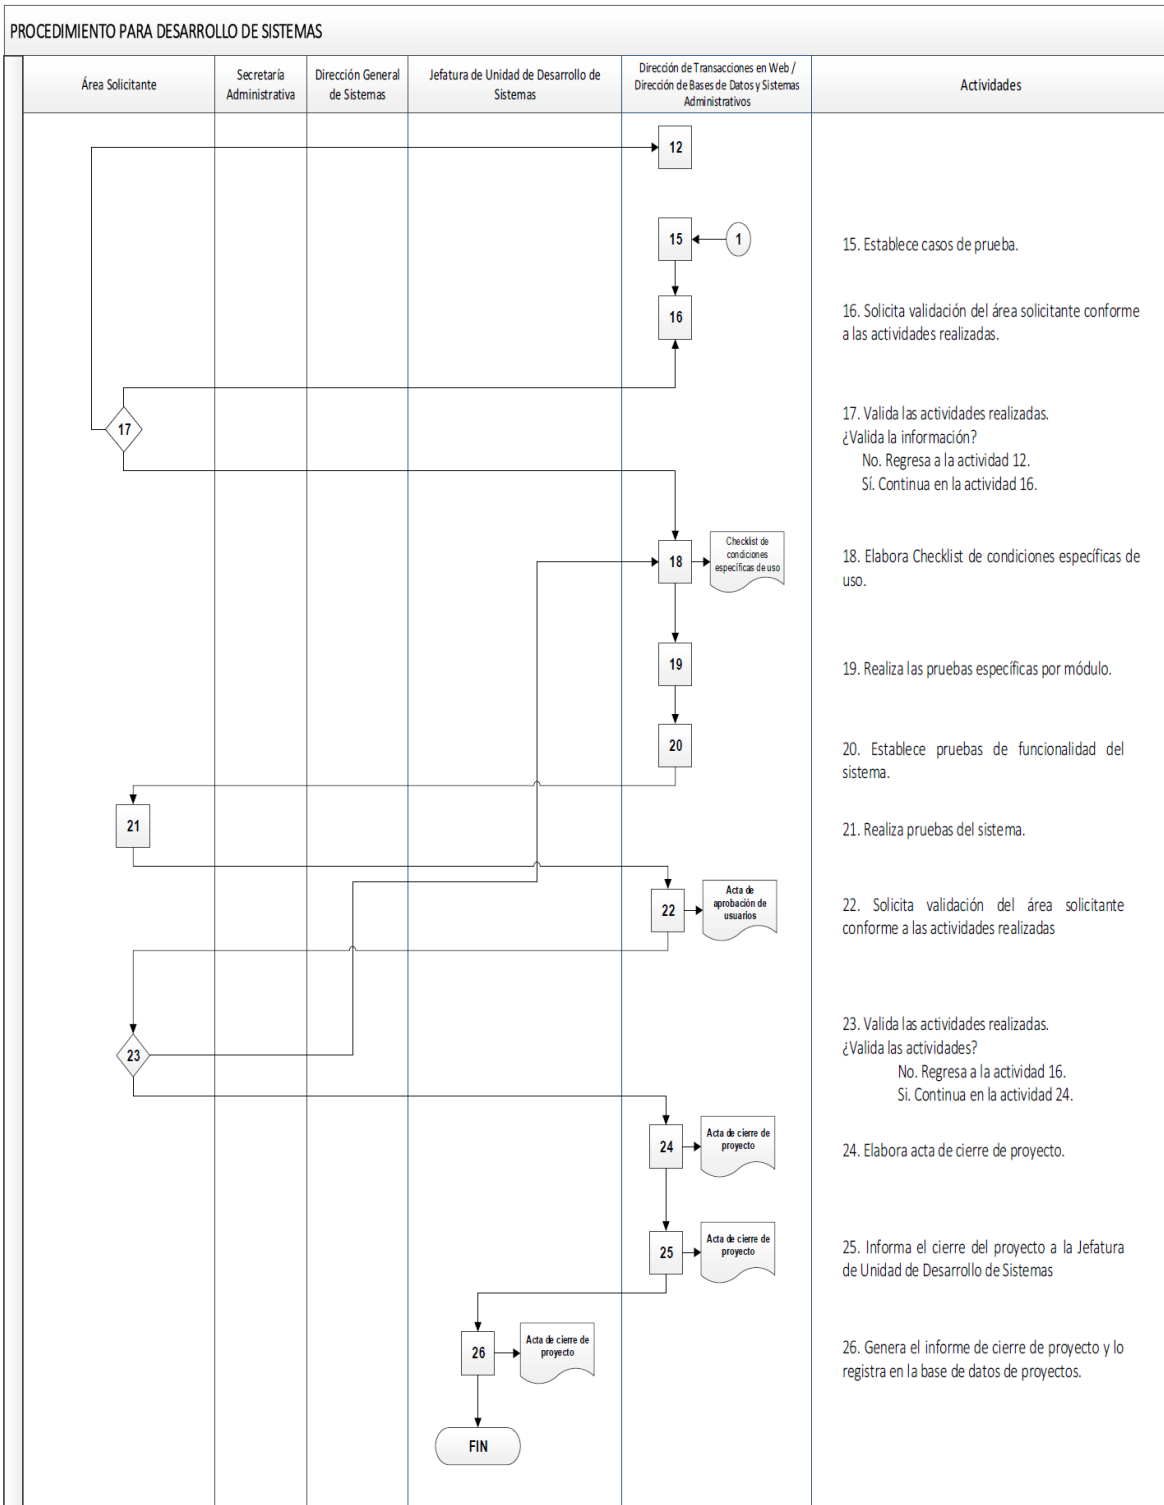 PROCEDIMIENTO PARA DESARROLLO DE SISTEMAS
Área Solicitante
Secretaría
Administrativa
Dirección General
de Sistemas
Jefatura de Unidad de Desarrollo de
Sistemas
Dirección de Transacciones en Web /
Dirección de Bases de Datos y Sistemas
Administrativos
Actividades
12
15
1
15. Establece casos de prueba.
16
16. Solicita validación del área solicitante conforme
a las actividades realizadas.
17
17. Valida las actividades realizadas.
¿Valida la información?
No. Regresa a la actividad 12.
Sí. Continua en la actividad 16.
18
Checklist de
condiciones
específicas de uso
18. Elabora Checklist de condiciones específicas de
uso.
19
19. Realiza las pruebas específicas por módulo.
20
20. Establece pruebas de funcionalidad del
sistema.
21
21. Realiza pruebas del sistema.
22
Acta de
aprobación de
usuarios
22. Solicita validación del área solicitante
conforme a las actividades realizadas
23
23. Valida las actividades realizadas.
¿Valida las actividades?
No. Regresa a la actividad 16.
Si. Continua en la actividad 24.
24
Acta de cierre de
proyecto
24. Elabora acta de cierre de proyecto.
25
Acta de cierre de
proyecto
25. Informa el cierre del proyecto a la Jefatura
de Unidad de Desarrollo de Sistemas
26
Acta de cierre de
proyecto
26. Genera el informe de cierre de proyecto y lo
registra en la base de datos de proyectos.
FIN